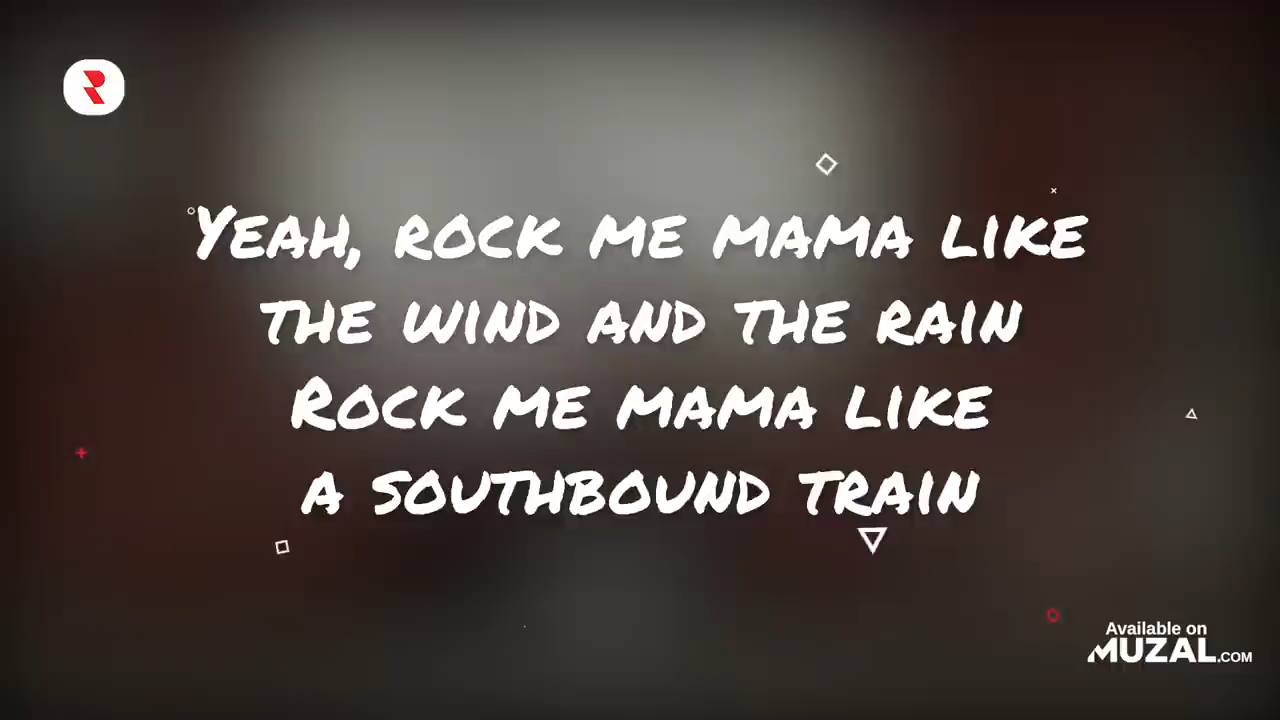 Yeah, rock me mama like
the wind and the rain
Rock me mama like
a southbound train
Available on
MUZAL.COM